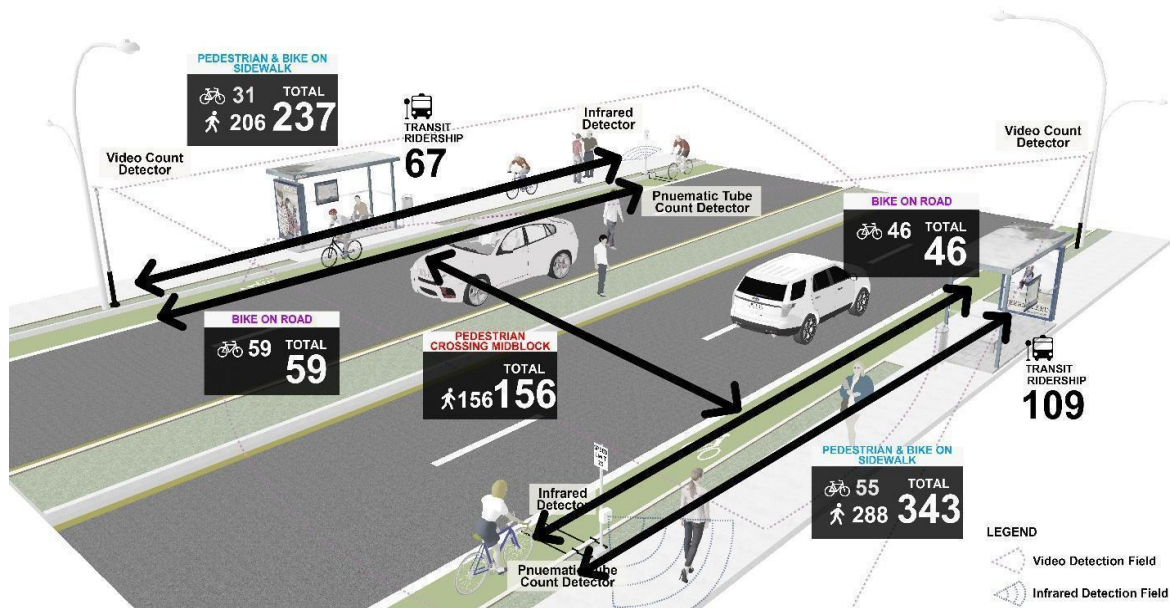 PEDESTRIAN & BIKE ON
SIDEWALK
31
206
TOTAL
237
TRANSIT
RIDERSHIP
67
Infrared
Detector
Video Count
Detector
Video Count
Detector
Pnuematic Tube
Count Detector
BIKE ON ROAD
46
TOTAL
46
BIKE ON ROAD
59
TOTAL
59
PEDESTRIAN
CROSSING MIDBLOCK
TOTAL
156
156
TRANSIT
RIDERSHIP
109
PEDESTRIAN & BIKE ON
SIDEWALK
55
288
TOTAL
343
Infrared
Detector
Pnuematic Tube
Count Detector
LEGEND
Video Detection Field
Infrared Detection Field